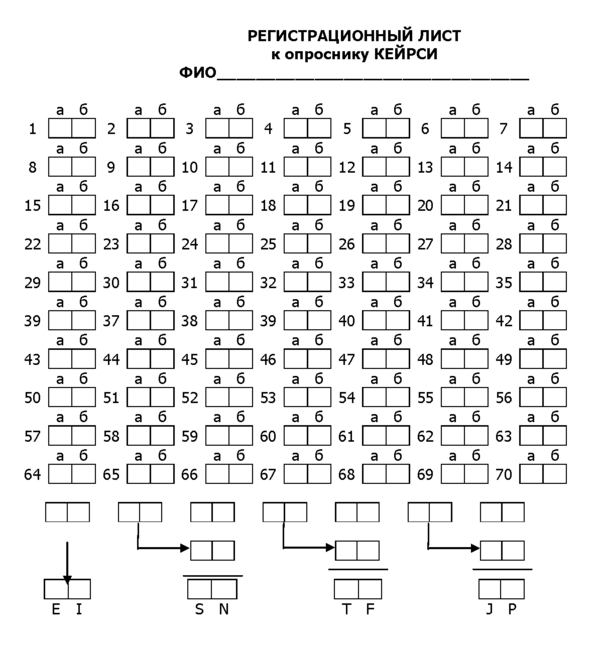 РЕГИСТРАЦИОННЫЙ ЛИСТ
к опроснику КЕЙРСИ
ФИО________________________________
а б а б а б а б а б а б а б
1 2 3 4 5 6 7
а б а б а б а б а б а б а б
8 9 10 11 12 13 14
а б а б а б а б а б а б а б
15 16 17 18 19 20 21
а б а б а б а б а б а б а б
22 23 24 25 26 27 28
а б а б а б а б а б а б а б
29 30 31 32 33 34 35
а б а б а б а б а б а б а б
39 37 38 39 40 41 42
а б а б а б а б а б а б а б
43 44 45 46 47 48 49
а б а б а б а б а б а б а б
50 51 52 53 54 55 56
а б а б а б а б а б а б а б
57 58 59 60 61 62 63
а б а б а б а б а б а б а б
64 65 66 67 68 69 70
E I S N T F J P